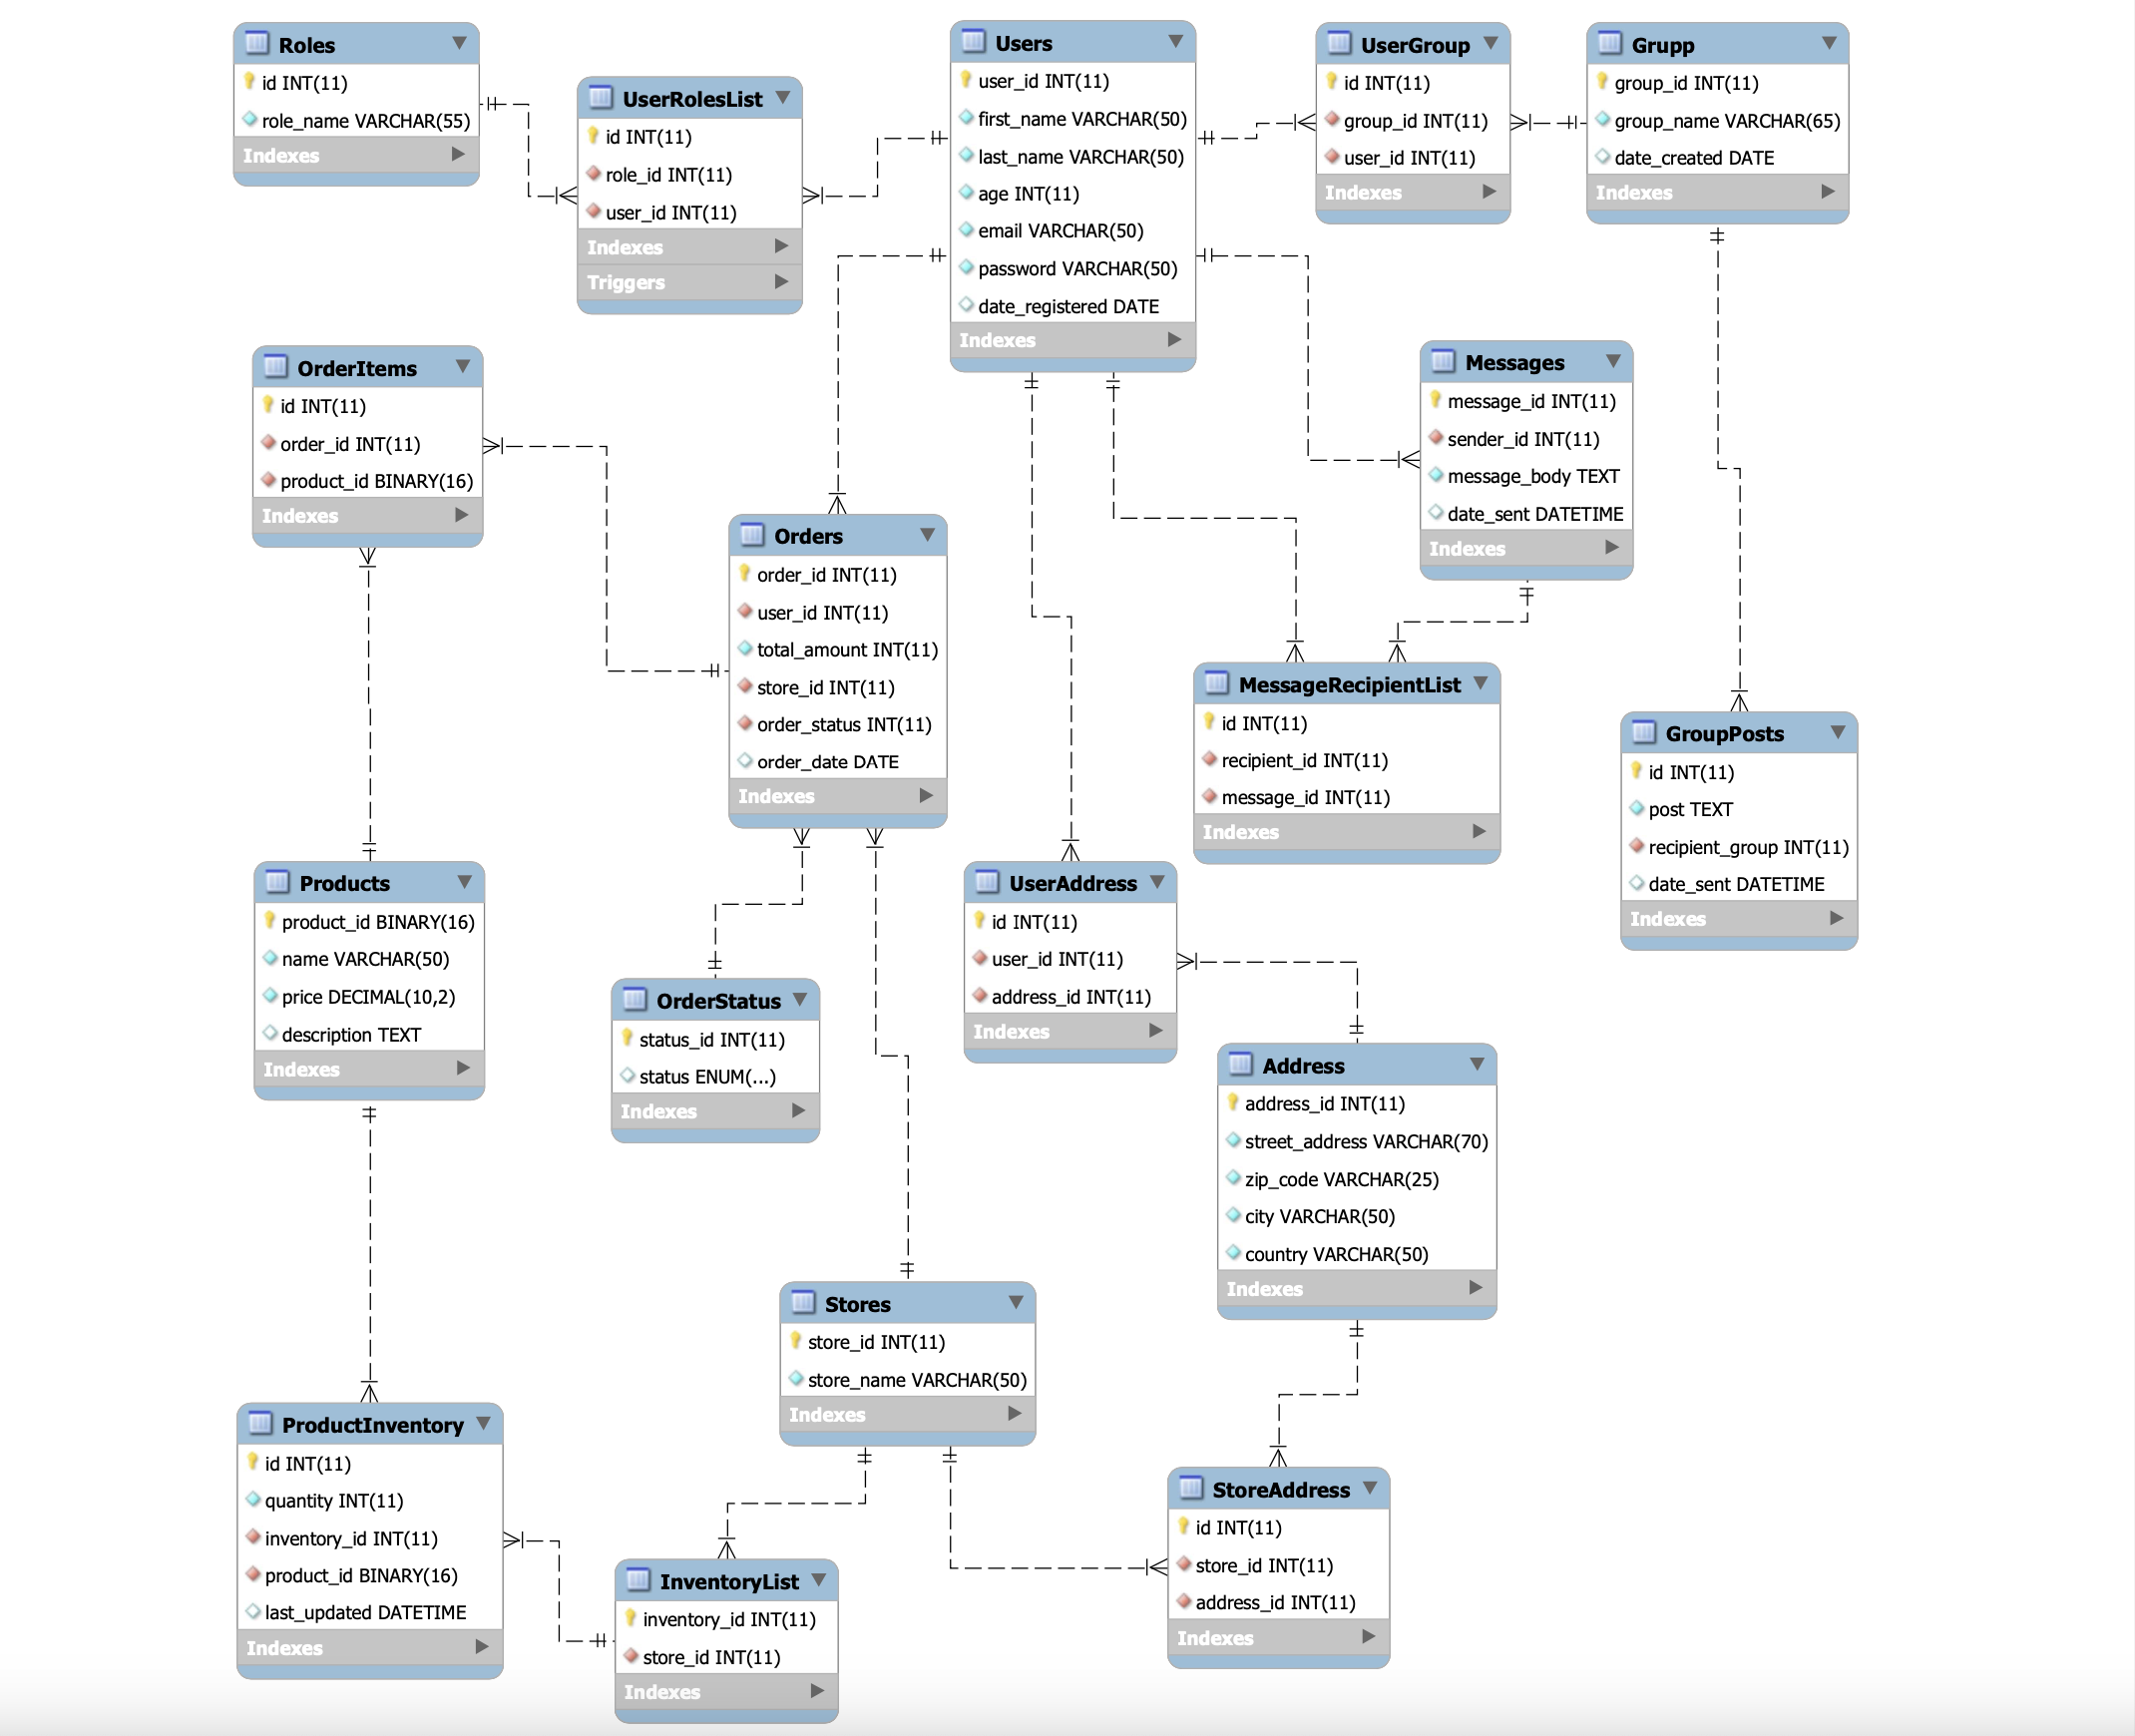 Roles
id INT(11)
role_name VARCHAR(55)
Indexes
UserRolesList
id INT(11)
role_id INT(11)
user_id INT(11)
Indexes
Triggers
Users
user_id INT(11)
first_name VARCHAR(50)
last_name VARCHAR(50)
age INT(11)
email VARCHAR(50)
password VARCHAR(50)
date_registered DATE
Indexes
UserGroup
id INT(11)
group_id INT(11)
user_id INT(11)
Indexes
Grupp
group_id INT(11)
group_name VARCHAR(65)
date_created DATE
Indexes
OrderItems
id INT(11)
order_id INT(11)
product_id BINARY(16)
Indexes
Orders
order_id INT(11)
user_id INT(11)
total_amount INT(11)
store_id INT(11)
order_status INT(11)
order_date DATE
Indexes
Messages
message_id INT(11)
sender_id INT(11)
message_body TEXT
date_sent DATETIME
Indexes
MessageRecipientList
id INT(11)
recipient_id INT(11)
message_id INT(11)
Indexes
GroupPosts
id INT(11)
post TEXT
recipient_group INT(11)
date_sent DATETIME
Indexes
Products
product_id BINARY(16)
name VARCHAR(50)
price DECIMAL(10,2)
description TEXT
Indexes
OrderStatus
status_id INT(11)
status ENUM(...)
Indexes
UserAddress
id INT(11)
user_id INT(11)
address_id INT(11)
Indexes
Address
address_id INT(11)
street_address VARCHAR(70)
zip_code VARCHAR(25)
city VARCHAR(50)
country VARCHAR(50)
Indexes
Stores
store_id INT(11)
store_name VARCHAR(50)
Indexes
ProductInventory
id INT(11)
quantity INT(11)
inventory_id INT(11)
product_id BINARY(16)
last_updated DATETIME
Indexes
InventoryList
inventory_id INT(11)
store_id INT(11)
Indexes
StoreAddress
id INT(11)
store_id INT(11)
address_id INT(11)
Indexes